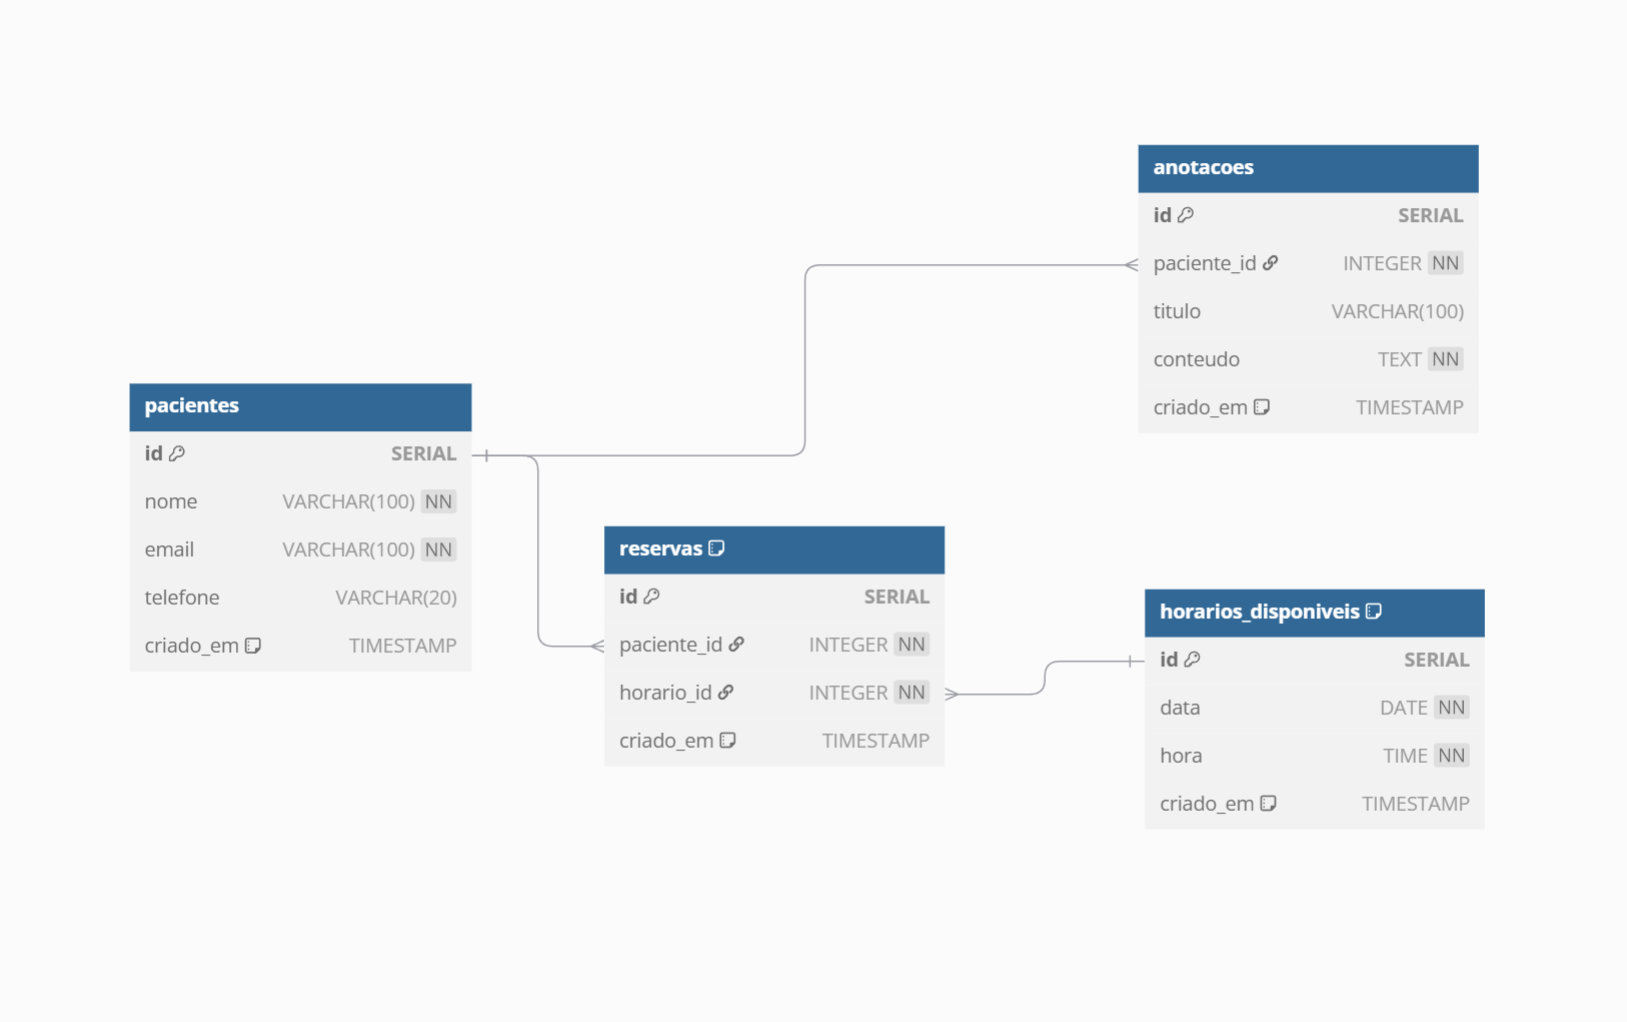 anotacoes
id SERIAL
paciente_id INTEGER NN
titulo VARCHAR(100)
conteudo TEXT NN
criado_em TIMESTAMP
pacientes
id SERIAL
nome VARCHAR(100) NN
email VARCHAR(100) NN
telefone VARCHAR(20)
criado_em TIMESTAMP
reservas
id SERIAL
paciente_id INTEGER NN
horario_id INTEGER NN
criado_em TIMESTAMP
horarios_disponiveis
id SERIAL
data DATE NN
hora TIME NN
criado_em TIMESTAMP